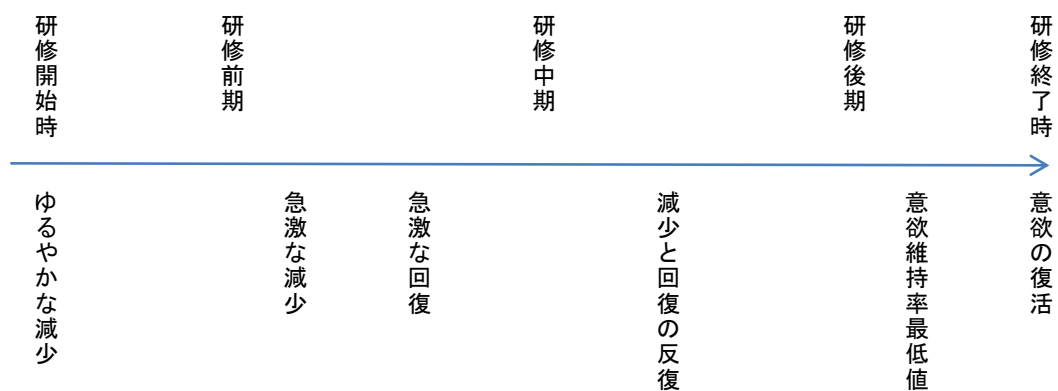 研修開始時
研修前期
研修中期
研修後期
研修終了時
ゆるやかな減少
急激な減少
急激な回復
減少と回復の反復
意欲維持率最低値
意欲の復活